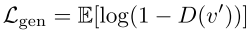 ℒ_gen = 𝔼[log(1 − D(v′))]